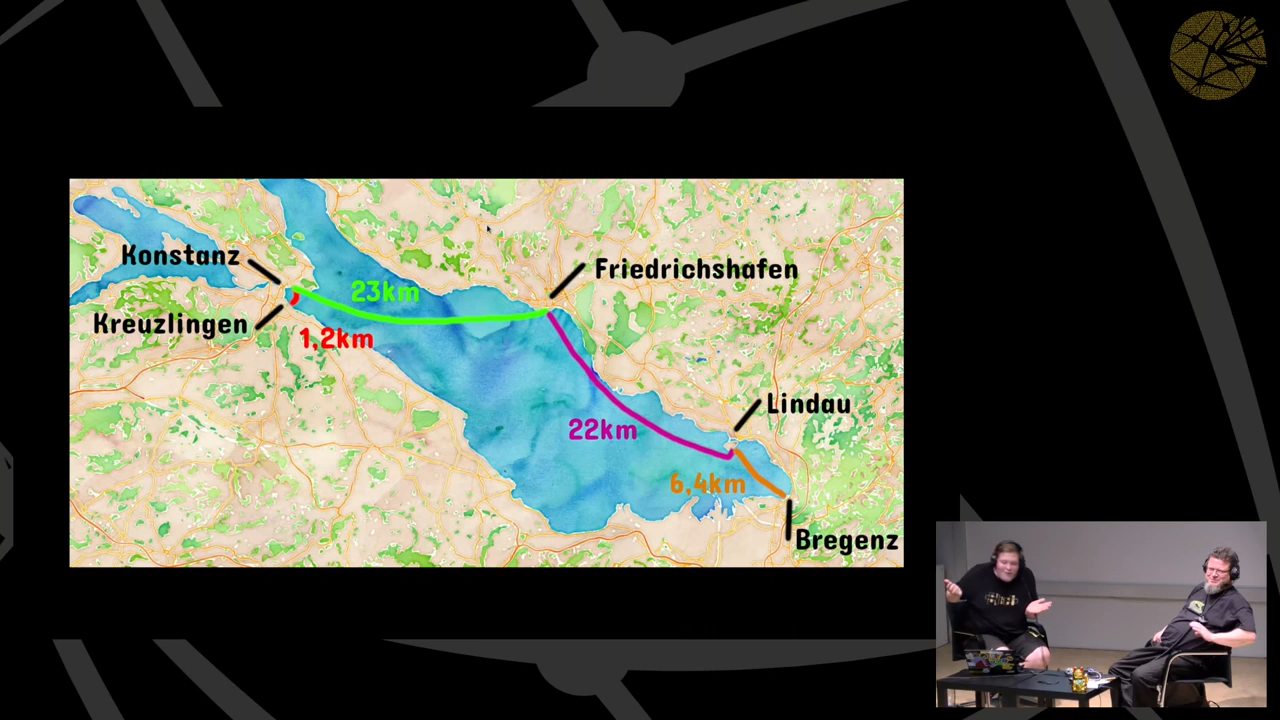 Konstanz
Friedrichshafen
23km
Kreuzlingen
1,2km
Lindau
22km
6,4km
Bregenz